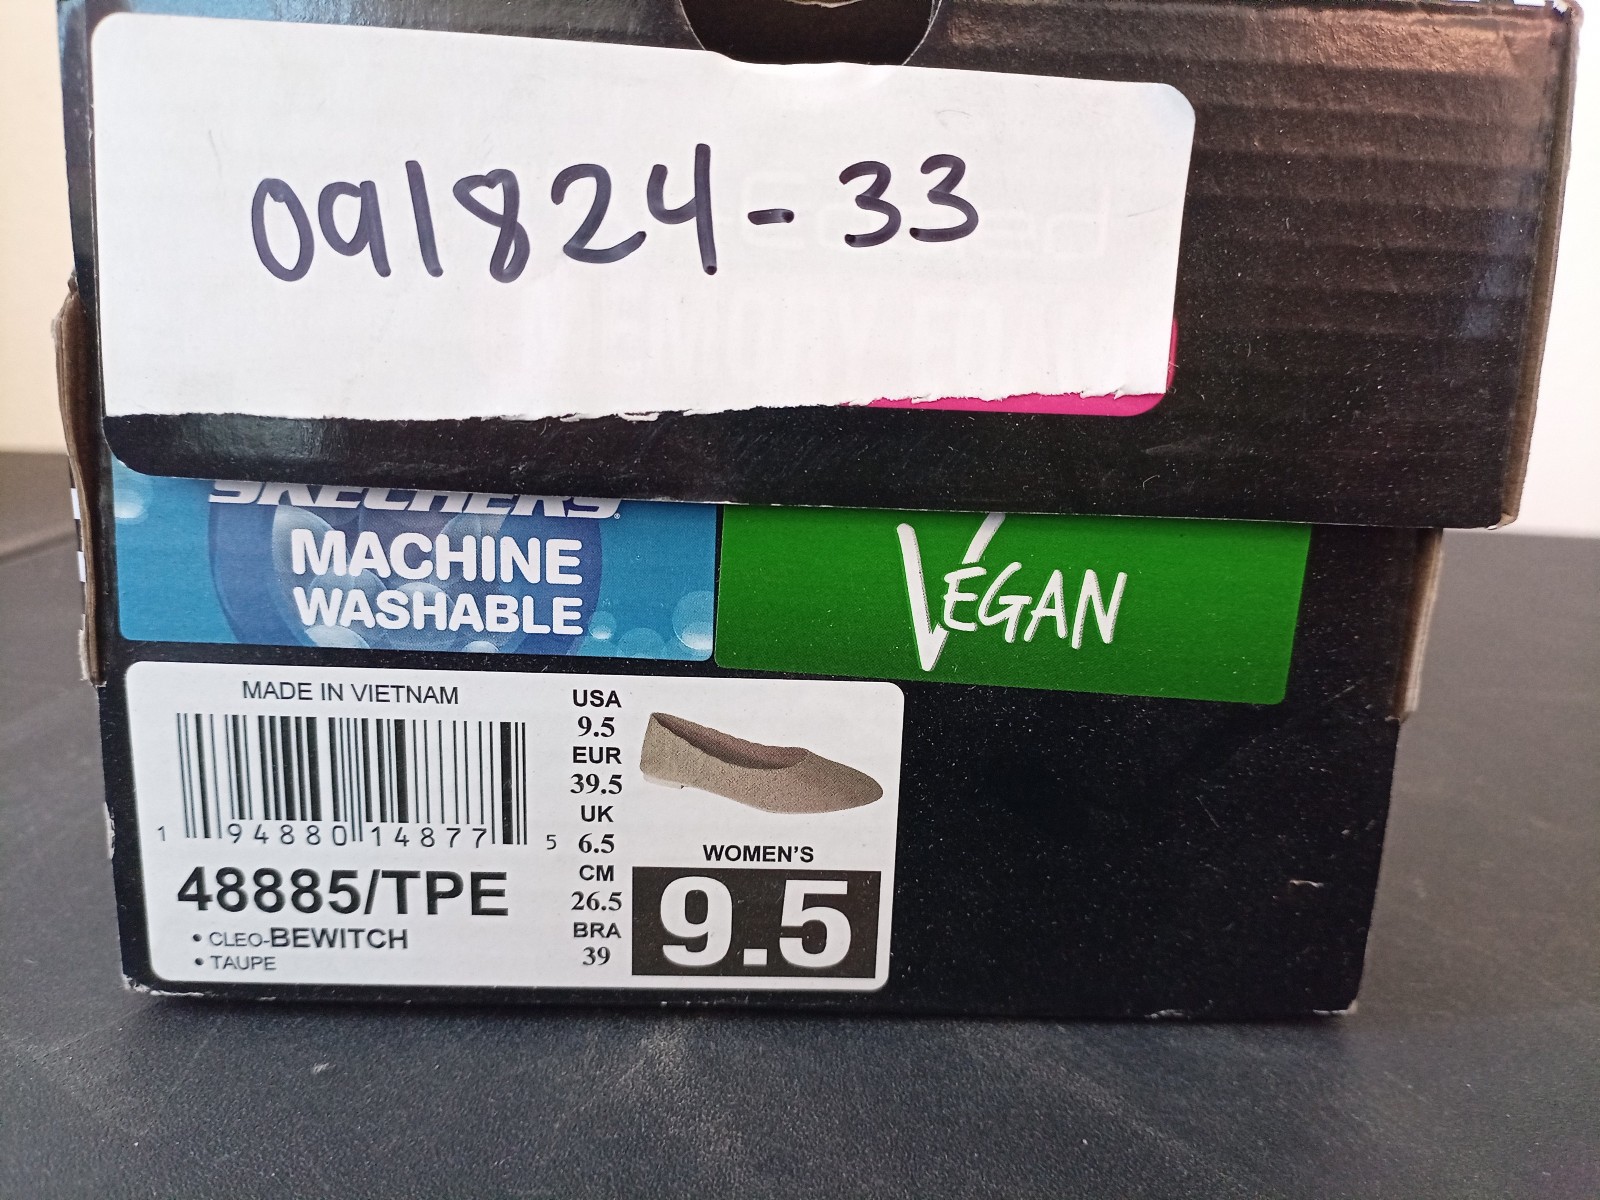 091824-33
SKECHERS
MACHINE
WASHABLE
VEGAN
MADE IN VIETNAM
1 94880 14877 5
48885/TPE
• CLEO-BEWITCH
• TAUPE
USA
9.5
EUR
39.5
UK
6.5
CM
26.5
BRA
39
WOMEN'S
9.5